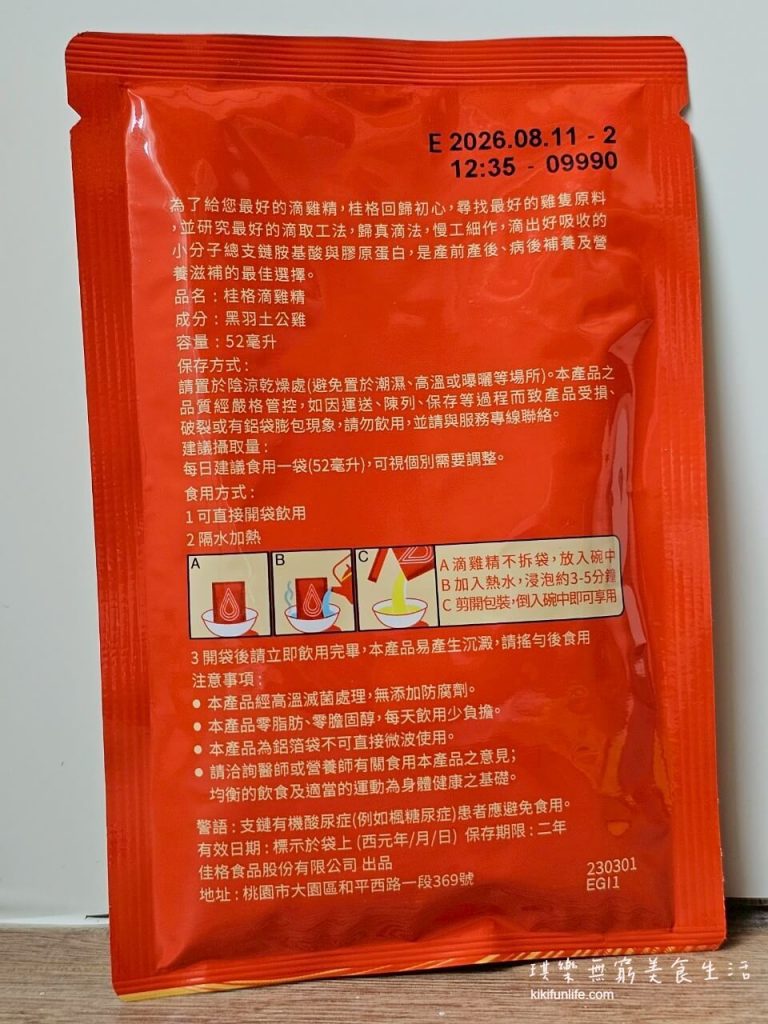 E 2026.08.11 - 2
12:35 - 09990
為了給您最好的滴雞精，桂格回歸初心，尋找最好的雞隻原料
，並研究最好的滴取工法，歸真滴法，慢工細作，滴出好吸收的
小分子總支鏈胺基酸與膠原蛋白，是產前產後、病後補養及營
養滋補的最佳選擇。
品名：桂格滴雞精
成分：黑羽土公雞
容量：52毫升
保存方式：
請置於陰涼乾燥處(避免置於潮濕、高溫或曝曬等場所)。本產品之
品質經嚴格管控，如因運送、陳列、保存等過程而致產品受損、
破裂或有鋁袋膨包現象，請勿飲用，並請與服務專線聯絡。
建議攝取量：
每日建議食用一袋(52毫升)，可視個別需要調整。
食用方式：
1 可直接開袋飲用
2 隔水加熱
A
B
C
A 滴雞精不拆袋，放入碗中
B 加入熱水，浸泡約3-5分鐘
C 剪開包裝，倒入碗中即可享用
3 開袋後請立即飲用完畢，本產品易產生沉澱，請搖勻後食用
注意事項：
● 本產品經高溫滅菌處理，無添加防腐劑。
● 本產品零脂肪、零膽固醇，每天飲用少負擔。
● 本產品為鋁箔袋不可直接微波使用。
● 請洽詢醫師或營養師有關食用本產品之意見；
均衡的飲食及適當的運動為身體健康之基礎。
警語：支鏈有機酸尿症(例如楓糖尿症)患者應避免食用。
有效日期：標示於袋上 (西元年/月/日) 保存期限：二年
佳格食品股份有限公司 出品
地址：桃園市大園區和平西路一段369號
230301
EGI1
琪樂無窮美食生活
kikifunlife.com